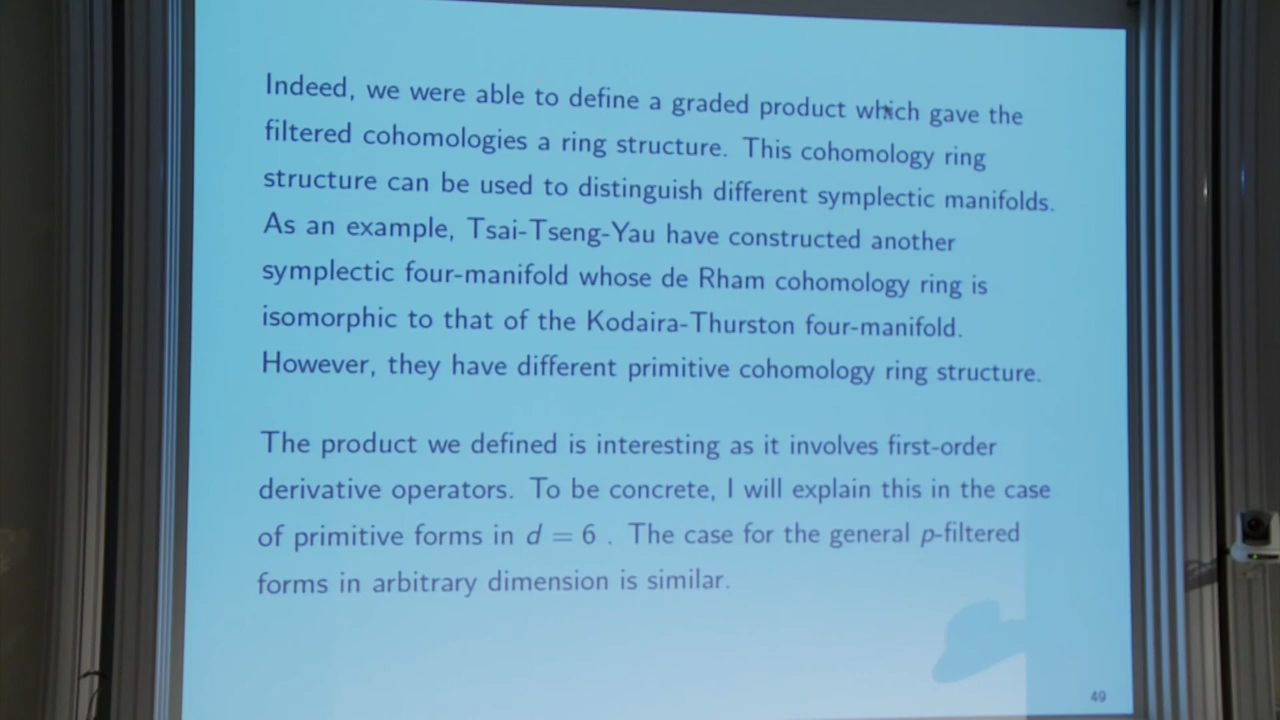 Indeed, we were able to define a graded product which gave the
filtered cohomologies a ring structure. This cohomology ring
structure can be used to distinguish different symplectic manifolds.
As an example, Tsai-Tseng-Yau have constructed another
symplectic four-manifold whose de Rham cohomology ring is
isomorphic to that of the Kodaira-Thurston four-manifold.
However, they have different primitive cohomology ring structure.
The product we defined is interesting as it involves first-order
derivative operators. To be concrete, I will explain this in the case
of primitive forms in d = 6 . The case for the general p-filtered
forms in arbitrary dimension is similar.
49